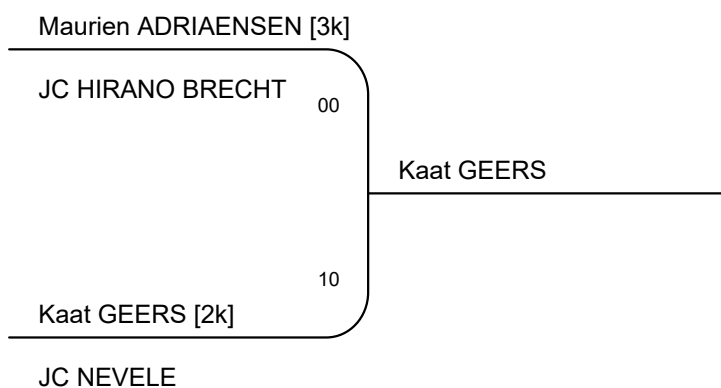 Maurien ADRIAENSEN [3k]
JC HIRANO BRECHT
00
Kaat GEERS
10
Kaat GEERS [2k]
JC NEVELE